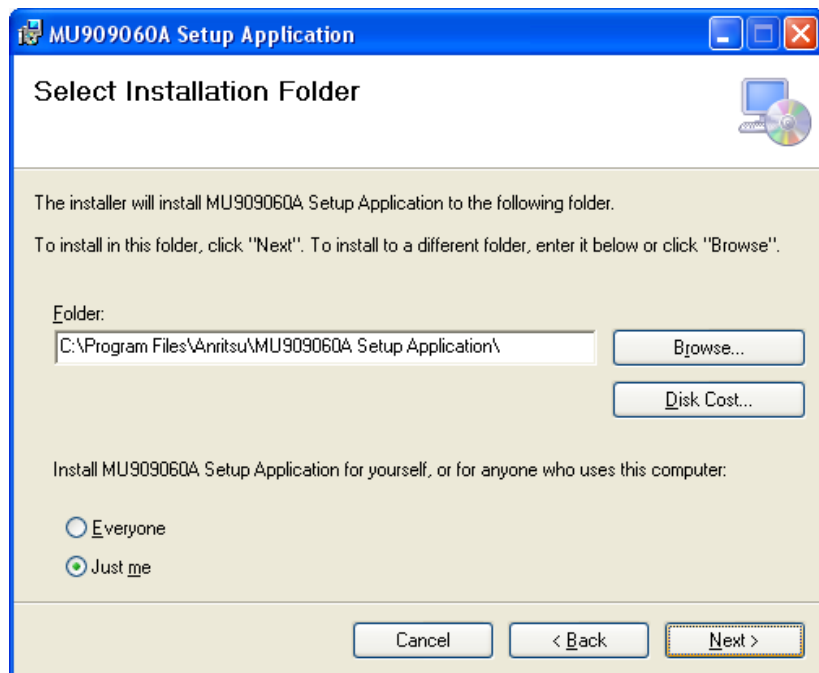 MU909060A Setup Application
Select Installation Folder
The installer will install MU909060A Setup Application to the following folder.
To install in this folder, click "Next". To install to a different folder, enter it below or click "Browse".
Folder:
C:\Program Files\Anritsu\MU909060A Setup Application\
Browse...
Disk Cost...
Install MU909060A Setup Application for yourself, or for anyone who uses this computer:
Everyone
Just me
Cancel
< Back
Next >